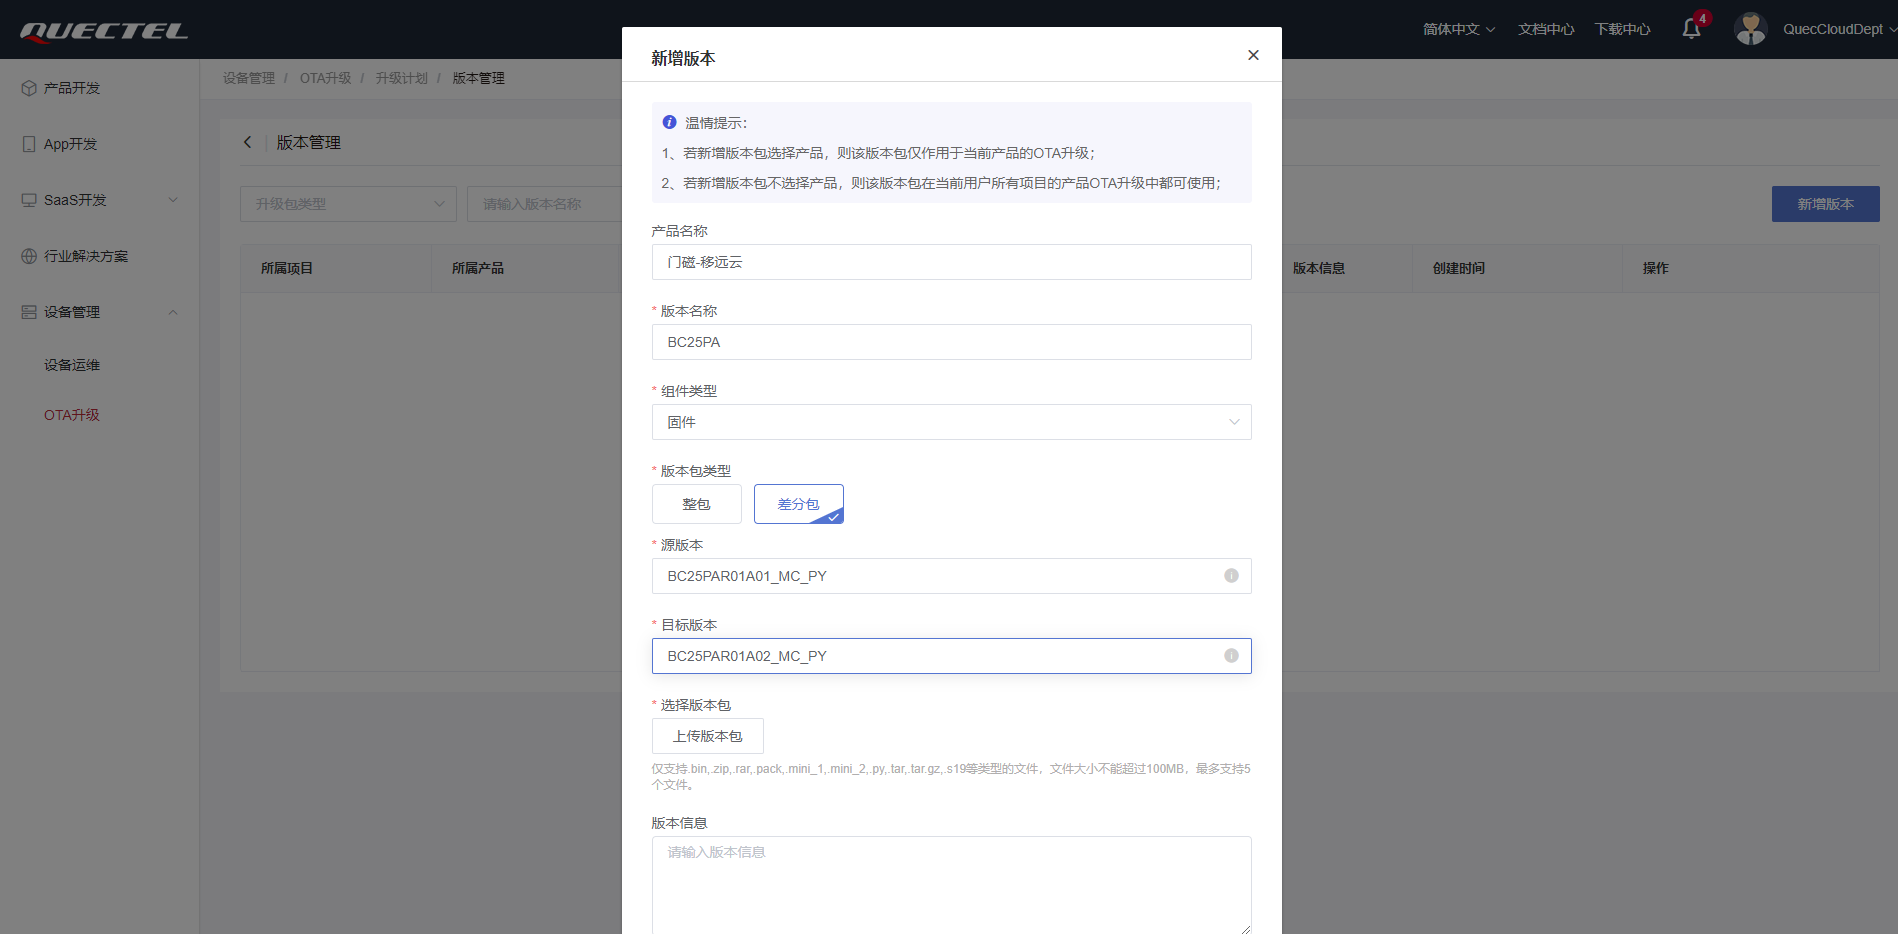 QUECTEL
简体中文
文档中心
下载中心
4
QuecCloudDept
产品开发
App开发
SaaS开发
行业解决方案
设备管理
设备运维
OTA升级
设备管理 / OTA升级 / 升级计划 / 版本管理
版本管理
升级包类型
请输入版本名称
新增版本
所属项目
所属产品
版本信息
创建时间
操作
新增版本
温情提示：
1、若新增版本包选择产品，则该版本包仅作用于当前产品的OTA升级；
2、若新增版本包不选择产品，则该版本包在当前用户所有项目的产品OTA升级中都可使用；
产品名称
门磁-移远云
* 版本名称
BC25PA
* 组件类型
固件
* 版本包类型
整包
差分包
* 源版本
BC25PAR01A01_MC_PY
* 目标版本
BC25PAR01A02_MC_PY
* 选择版本包
上传版本包
仅支持.bin,.zip,.rar,.pack,.mini_1,.mini_2,.py,.tar,.tar.gz,.s19等类型的文件，文件大小不能超过100MB，最多支持5
个文件。
版本信息
请输入版本信息